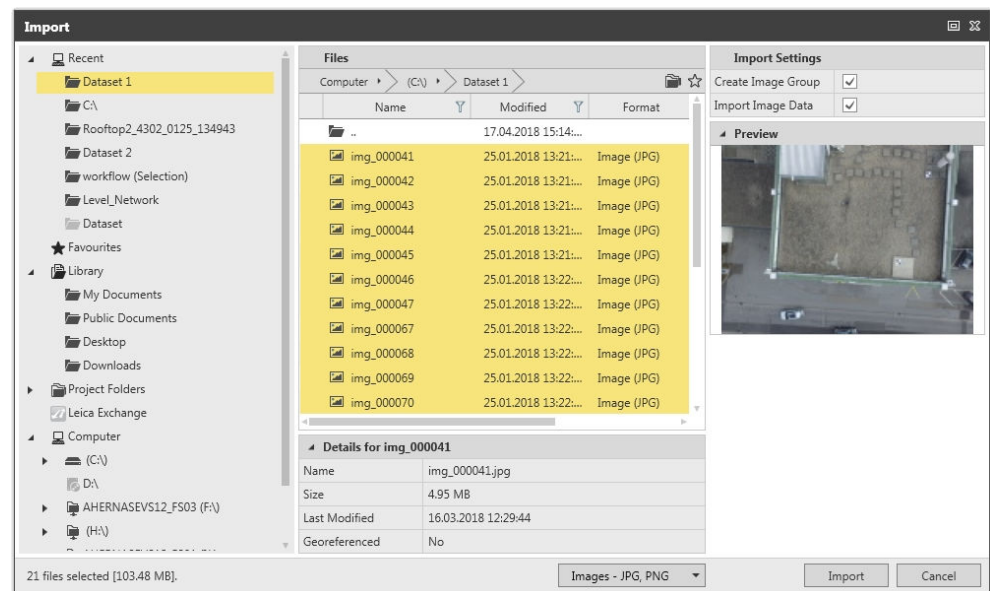 Import
Recent
Dataset 1
C:\
Rooftop2_4302_0125_134943
Dataset 2
workflow (Selection)
Level_Network
Dataset
Favourites
Library
My Documents
Public Documents
Desktop
Downloads
Project Folders
Leica Exchange
Computer
(C:\)
D:\
AHERNASEVS12_FS03 (F:\)
(H:\)
Files
Computer (C:\) Dataset 1
Name Modified Format
.. 17.04.2018 15:14:...
img_000041 25.01.2018 13:21:... Image (JPG)
img_000042 25.01.2018 13:21:... Image (JPG)
img_000043 25.01.2018 13:21:... Image (JPG)
img_000044 25.01.2018 13:21:... Image (JPG)
img_000045 25.01.2018 13:21:... Image (JPG)
img_000046 25.01.2018 13:22:... Image (JPG)
img_000047 25.01.2018 13:22:... Image (JPG)
img_000067 25.01.2018 13:22:... Image (JPG)
img_000068 25.01.2018 13:22:... Image (JPG)
img_000069 25.01.2018 13:22:... Image (JPG)
img_000070 25.01.2018 13:22:... Image (JPG)
Details for img_000041
Name img_000041.jpg
Size 4.95 MB
Last Modified 16.03.2018 12:29:44
Georeferenced No
Import Settings
Create Image Group
Import Image Data
Preview
21 files selected [103.48 MB].
Images - JPG, PNG
Import
Cancel